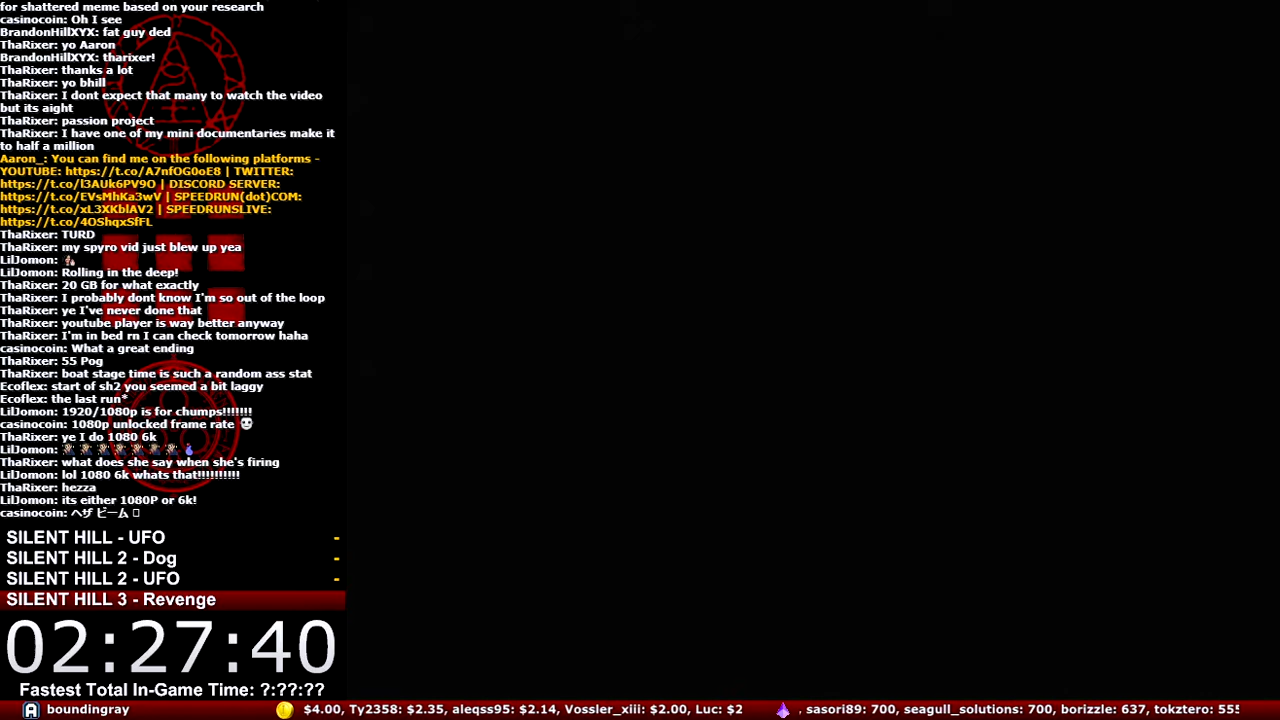 for shattered meme based on your research
casinocoin: Oh I see
BrandonHillXYX: fat guy ded
ThaRixer: yo Aaron
BrandonHillXYX: tharixer!
ThaRixer: thanks a lot
ThaRixer: yo bhill
ThaRixer: I dont expect that many to watch the video
but its aight
ThaRixer: passion project
ThaRixer: I have one of my mini documentaries make it
to half a million
Aaron_: You can find me on the following platforms -
YOUTUBE: https://t.co/A7nfOG0oE8 | TWITTER:
https://t.co/l3AUk6PV9O | DISCORD SERVER:
https://t.co/EVsMhKa3wV | SPEEDRUN(dot)COM:
https://t.co/xL3XKblAV2 | SPEEDRUNSLIVE:
https://t.co/4OShqxSfFL
ThaRixer: TURD
ThaRixer: my spyro vid just blew up yea
LilJomon:
LilJomon: Rolling in the deep!
ThaRixer: 20 GB for what exactly
ThaRixer: I probably dont know I'm so out of the loop
ThaRixer: ye I've never done that
ThaRixer: youtube player is way better anyway
ThaRixer: I'm in bed rn I can check tomorrow haha
casinocoin: What a great ending
ThaRixer: 55 Pog
ThaRixer: boat stage time is such a random ass stat
Ecoflex: start of sh2 you seemed a bit laggy
Ecoflex: the last run*
LilJomon: 1920/1080p is for chumps!!!!!!!
casinocoin: 1080p unlocked frame rate
ThaRixer: ye I do 1080 6k
LilJomon:
ThaRixer: what does she say when she's firing
LilJomon: lol 1080 6k whats that!!!!!!!!!!
ThaRixer: hezza
LilJomon: its either 1080P or 6k!
casinocoin: ヘザ ビーム
SILENT HILL - UFO -
SILENT HILL 2 - Dog -
SILENT HILL 2 - UFO -
SILENT HILL 3 - Revenge
02:27:40
Fastest Total In-Game Time: ?:??:??
boundingray $4.00, Ty2358: $2.35, aleqss95: $2.14, Vossler_xiii: $2.00, Luc: $2 , sasori89: 700, seagull_solutions: 700, borizzle: 637, tokztero: 555